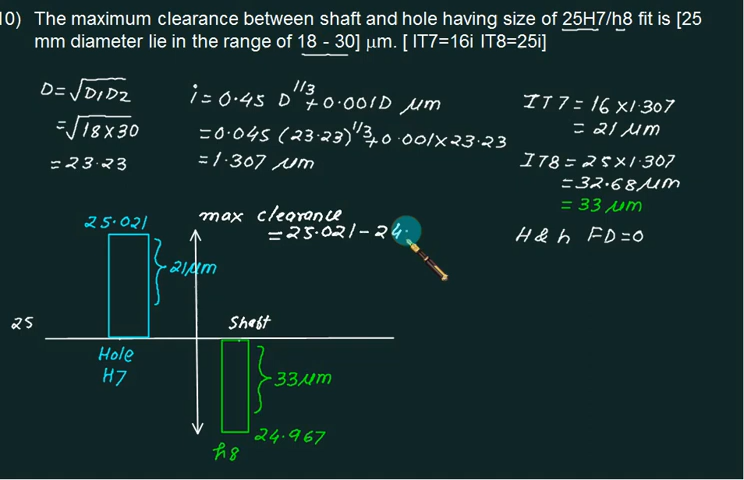 10) The maximum clearance between shaft and hole having size of 25H7/h8 fit is [25
mm diameter lie in the range of 18 - 30] μm. [ IT7=16i IT8=25i]
D=√D1D2
=√18×30
=23.23
i=0.45 D^1/3+0.001D μm
=0.045 (23.23)^1/3+0.001×23.23
=1.307 μm
IT7=16×1.307
=21 μm
IT8=25×1.307
=32.68μm
=33 μm
H & h FD=0
max clearance
=25.021-24.
25.021
21μm
25
Hole
H7
Shaft
33μm
24.967
h8